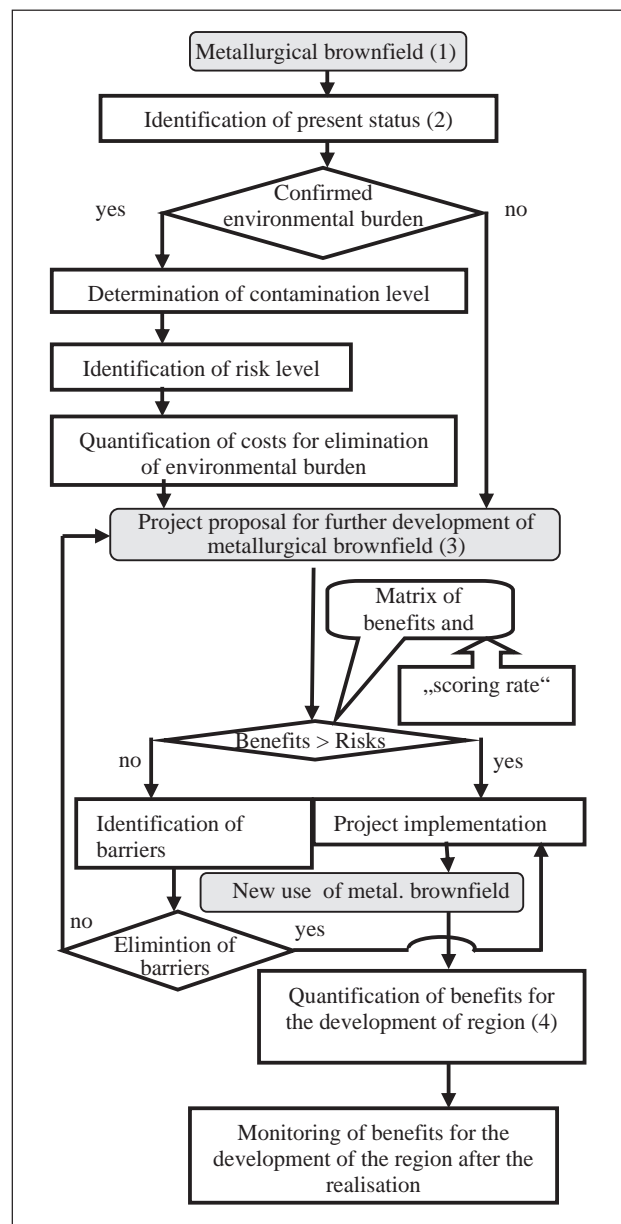 Metallurgical brownfield (1)
Identification of present status (2)
Confirmed
environmental burden
yes
no
Determination of contamination level
Identification of risk level
Quantification of costs for elimination
of environmental burden
Project proposal for further development of
metallurgical brownfield (3)
Matrix of
benefits and
„scoring rate“
Benefits > Risks
no
yes
Identification of
barriers
Project implementation
New use of metal. brownfield
no
Elimintion of
barriers
yes
Quantification of benefits for
the development of region (4)
Monitoring of benefits for the
development of the region after the
realisation